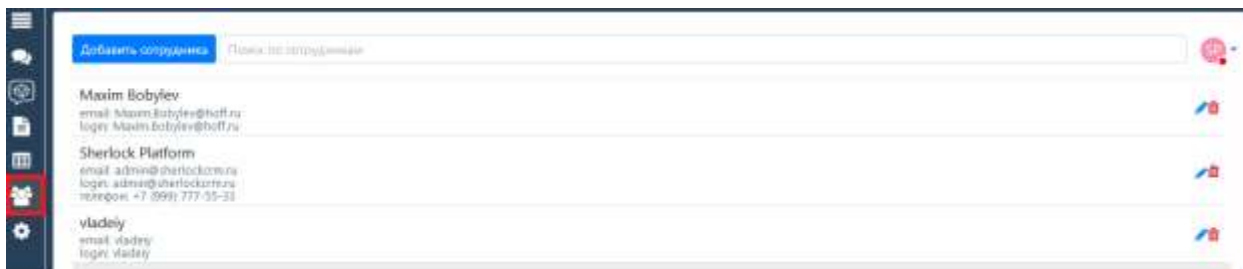 Добавить сотрудника
Поиск по сотрудникам
SP
Maxim Bobylev
email: Maxim.Bobylev@hoff.ru
login: Maxim.Bobylev@hoff.ru
Sherlock Platform
email: admin@sherlockcrm.ru
login: admin@sherlockcrm.ru
телефон: +7 (999) 777-55-33
vladeiy
email: vladeiy
login: vladeiy